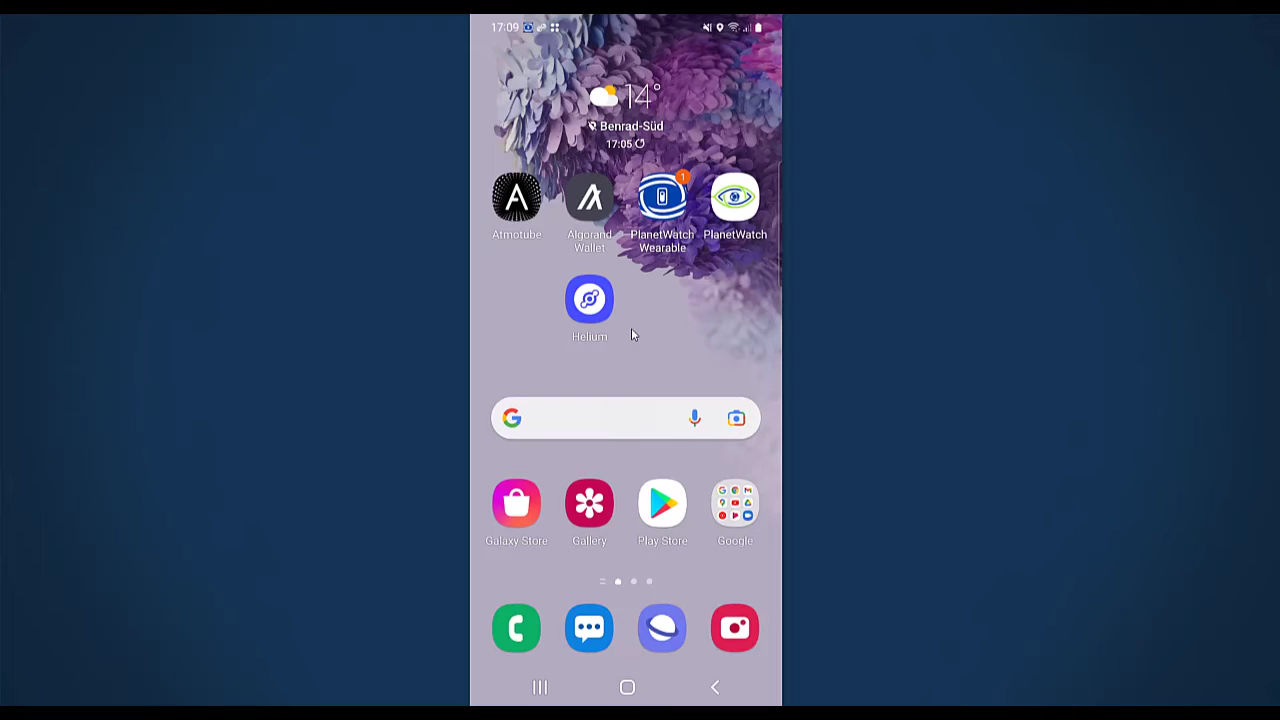 17:09
14°
Benrad-Süd
17:05
Atmotube
Algorand Wallet
PlanetWatch Wearable
1
PlanetWatch
Helium
Galaxy Store
Gallery
Play Store
Google